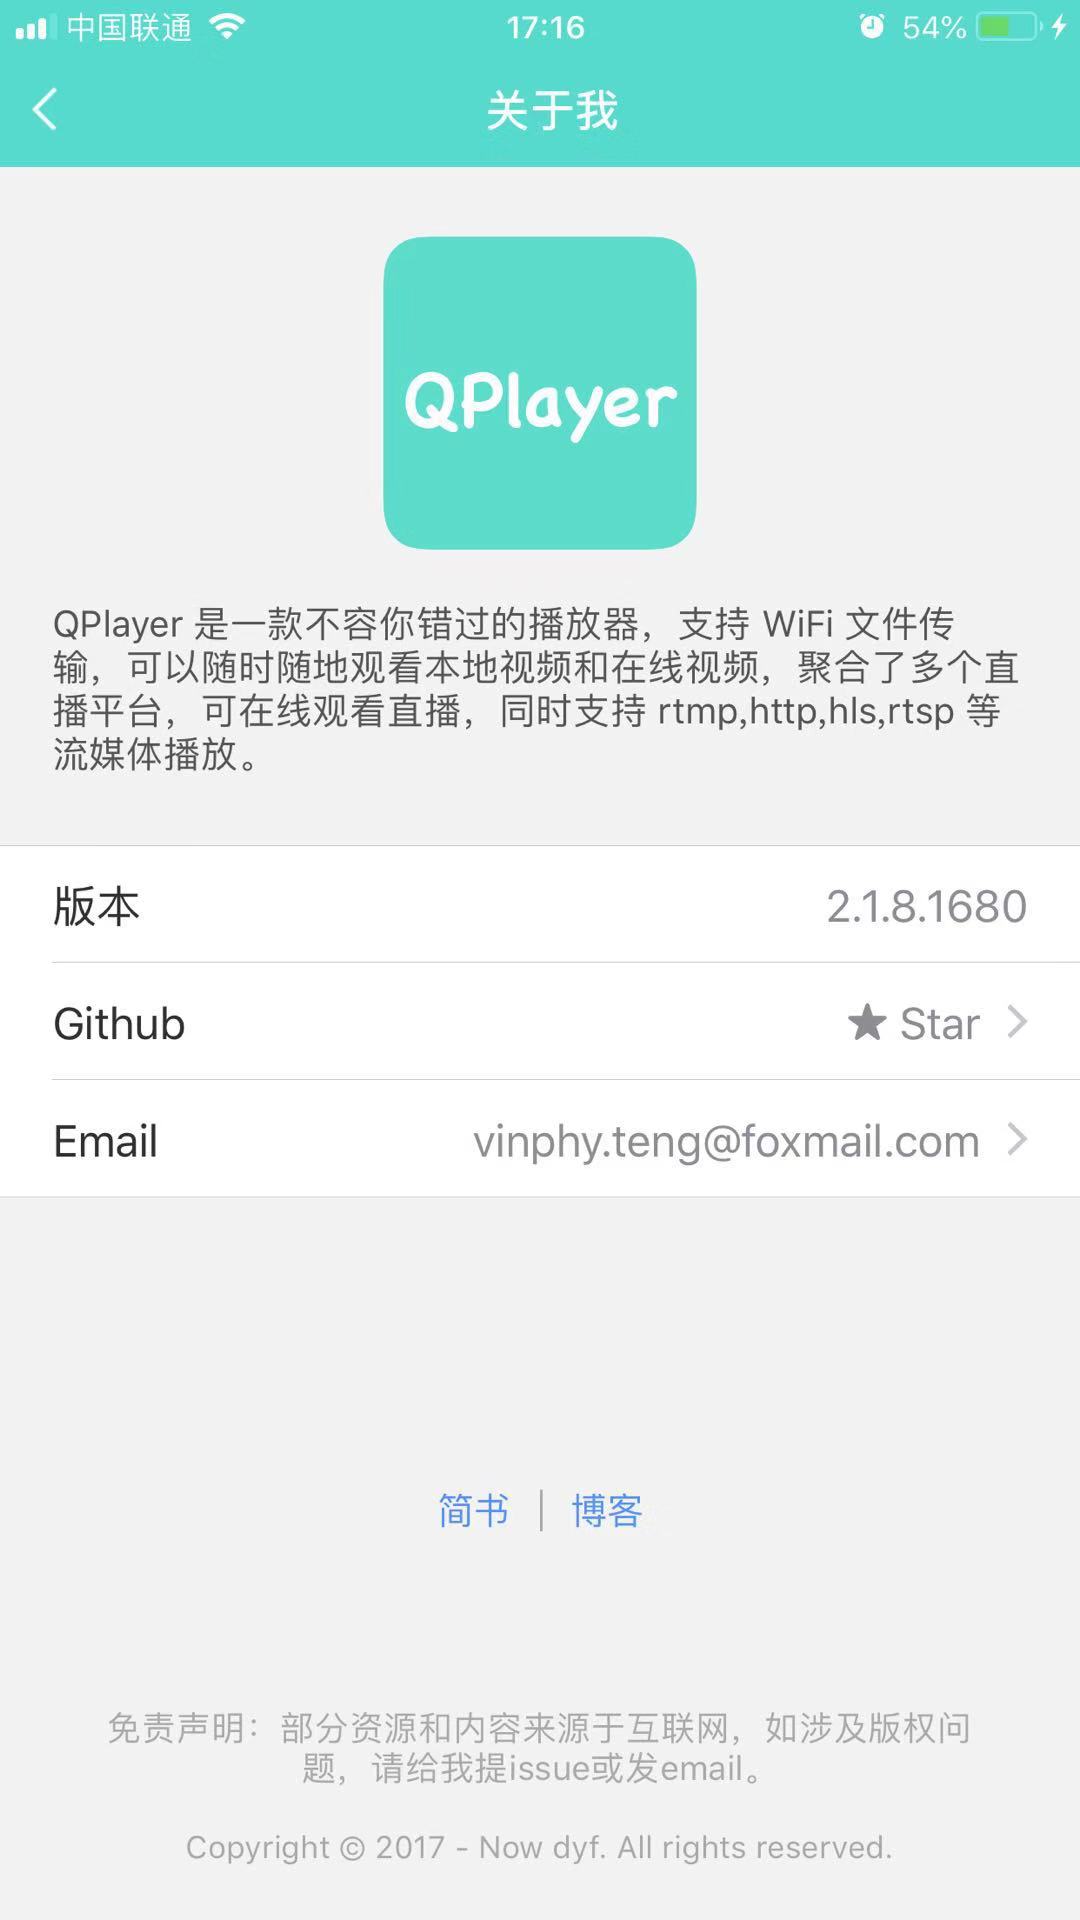 中国联通
17:16
54%
关于我
QPlayer
QPlayer 是一款不容你错过的播放器，支持 WiFi 文件传
输，可以随时随地观看本地视频和在线视频，聚合了多个直
播平台，可在线观看直播，同时支持 rtmp,http,hls,rtsp 等
流媒体播放。
版本 2.1.8.1680
Github ★ Star
Email vinphy.teng@foxmail.com
简书 | 博客
免责声明：部分资源和内容来源于互联网，如涉及版权问
题，请给我提issue或发email。
Copyright © 2017 - Now dyf. All rights reserved.